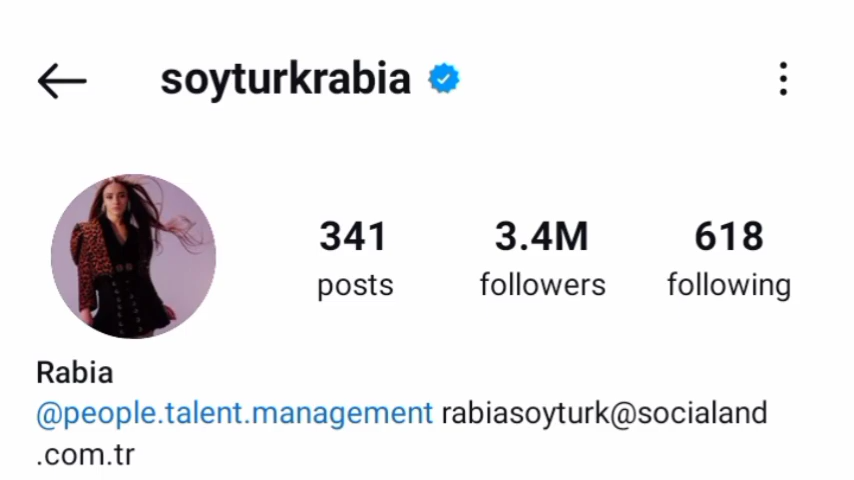 soyturkrabia
341 3.4M 618
posts followers following
Rabia
@people.talent.management rabiasoyturk@socialand
.com.tr